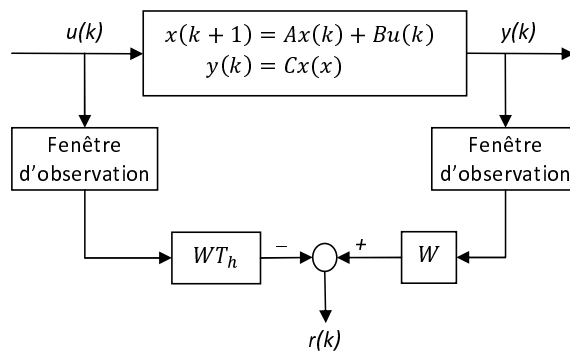 u(k)
x(k + 1) = Ax(k) + Bu(k)
y(k) = Cx(x)
y(k)
Fenêtre
d'observation
Fenêtre
d'observation
WT_h
−
+
W
r(k)